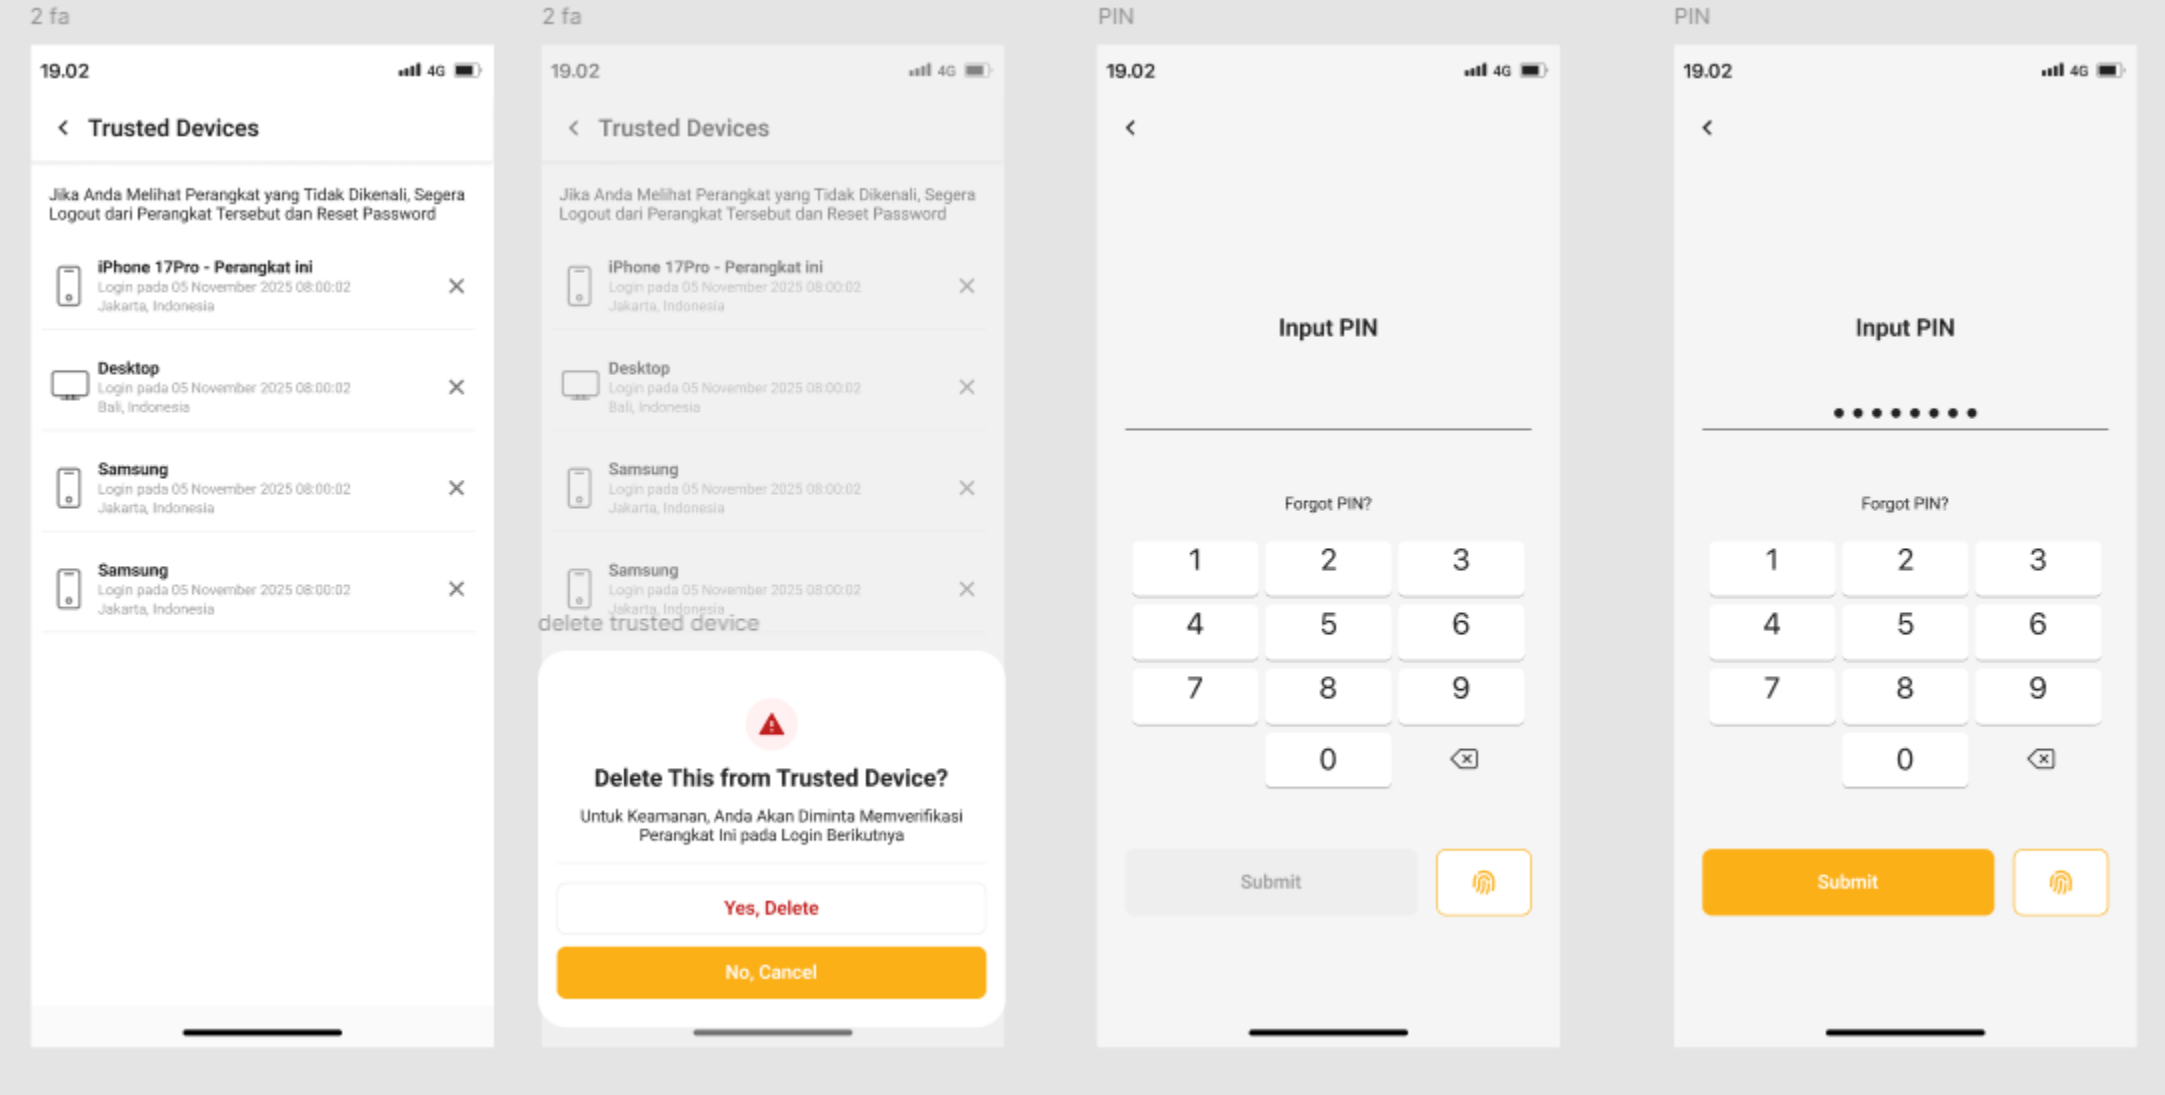 2 fa
19.02
4G
Trusted Devices
Jika Anda Melihat Perangkat yang Tidak Dikenali, Segera
Logout dari Perangkat Tersebut dan Reset Password
iPhone 17Pro - Perangkat ini
Login pada 05 November 2025 08:00:02
Jakarta, Indonesia
Desktop
Login pada 05 November 2025 08:00:02
Bali, Indonesia
Samsung
Login pada 05 November 2025 08:00:02
Jakarta, Indonesia
Samsung
Login pada 05 November 2025 08:00:02
Jakarta, Indonesia
2 fa
19.02
4G
Trusted Devices
Jika Anda Melihat Perangkat yang Tidak Dikenali, Segera
Logout dari Perangkat Tersebut dan Reset Password
iPhone 17Pro - Perangkat ini
Login pada 05 November 2025 08:00:02
Jakarta, Indonesia
Desktop
Login pada 05 November 2025 08:00:02
Bali, Indonesia
Samsung
Login pada 05 November 2025 08:00:02
Jakarta, Indonesia
Samsung
Login pada 05 November 2025 08:00:02
Jakarta, Indonesia
delete trusted device
Delete This from Trusted Device?
Untuk Keamanan, Anda Akan Diminta Memverifikasi
Perangkat Ini pada Login Berikutnya
Yes, Delete
No, Cancel
PIN
19.02
4G
Input PIN
Forgot PIN?
1 2 3
4 5 6
7 8 9
0
Submit
PIN
19.02
4G
Input PIN
Forgot PIN?
1 2 3
4 5 6
7 8 9
0
Submit